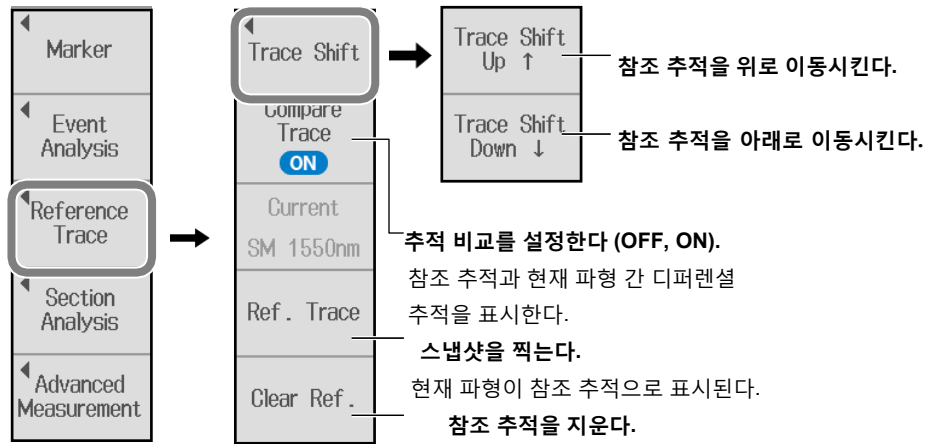 Marker
Event
Analysis
Reference
Trace
Section
Analysis
Advanced
Measurement
Trace Shift
Compare
Trace
ON
Current
SM 1550nm
Ref. Trace
Clear Ref.
Trace Shift
Up ↑
Trace Shift
Down ↓
참조 추적을 위로 이동시킨다.
참조 추적을 아래로 이동시킨다.
추적 비교를 설정한다 (OFF, ON).
참조 추적과 현재 파형 간 디퍼렌셜
추적을 표시한다.
스냅샷을 찍는다.
현재 파형이 참조 추적으로 표시된다.
참조 추적을 지운다.